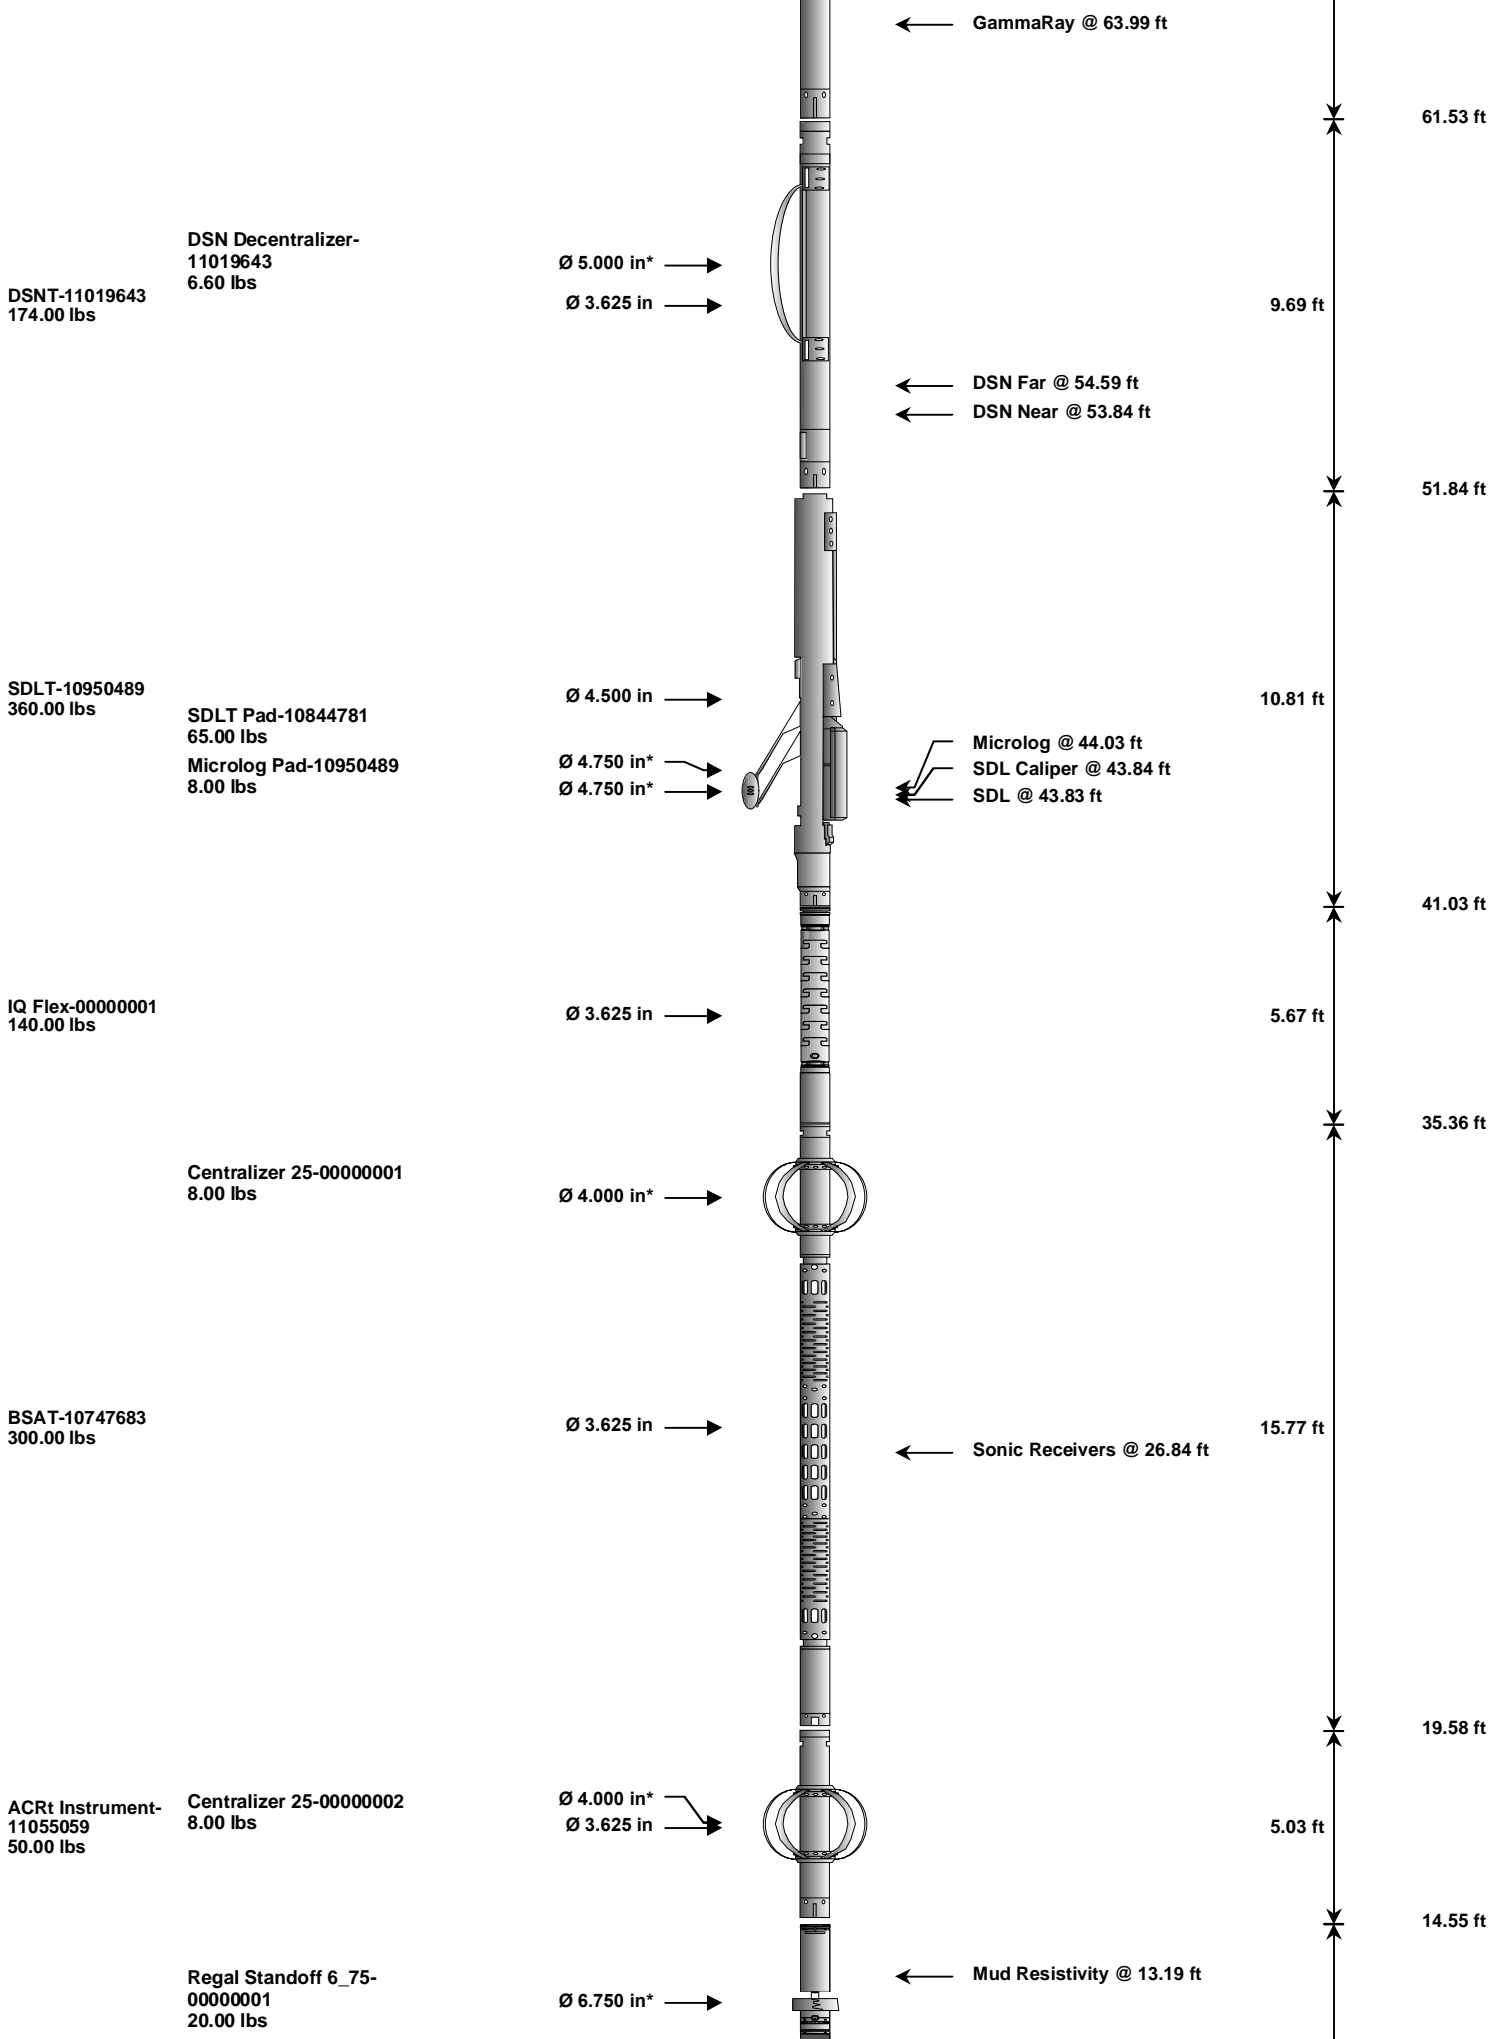 GammaRay @ 63.99 ft
61.53 ft
DSN Decentralizer-
11019643
6.60 lbs
Ø 5.000 in*
DSNT-11019643
174.00 lbs
Ø 3.625 in
9.69 ft
DSN Far @ 54.59 ft
DSN Near @ 53.84 ft
51.84 ft
SDLT-10950489
360.00 lbs
Ø 4.500 in
10.81 ft
SDLT Pad-10844781
65.00 lbs
Microlog Pad-10950489
8.00 lbs
Ø 4.750 in*
Ø 4.750 in*
Microlog @ 44.03 ft
SDL Caliper @ 43.84 ft
SDL @ 43.83 ft
41.03 ft
IQ Flex-00000001
140.00 lbs
Ø 3.625 in
5.67 ft
35.36 ft
Centralizer 25-00000001
8.00 lbs
Ø 4.000 in*
BSAT-10747683
300.00 lbs
Ø 3.625 in
15.77 ft
Sonic Receivers @ 26.84 ft
19.58 ft
ACRt Instrument-
11055059
50.00 lbs
Centralizer 25-00000002
8.00 lbs
Ø 4.000 in*
Ø 3.625 in
5.03 ft
14.55 ft
Regal Standoff 6_75-
00000001
20.00 lbs
Ø 6.750 in*
Mud Resistivity @ 13.19 ft